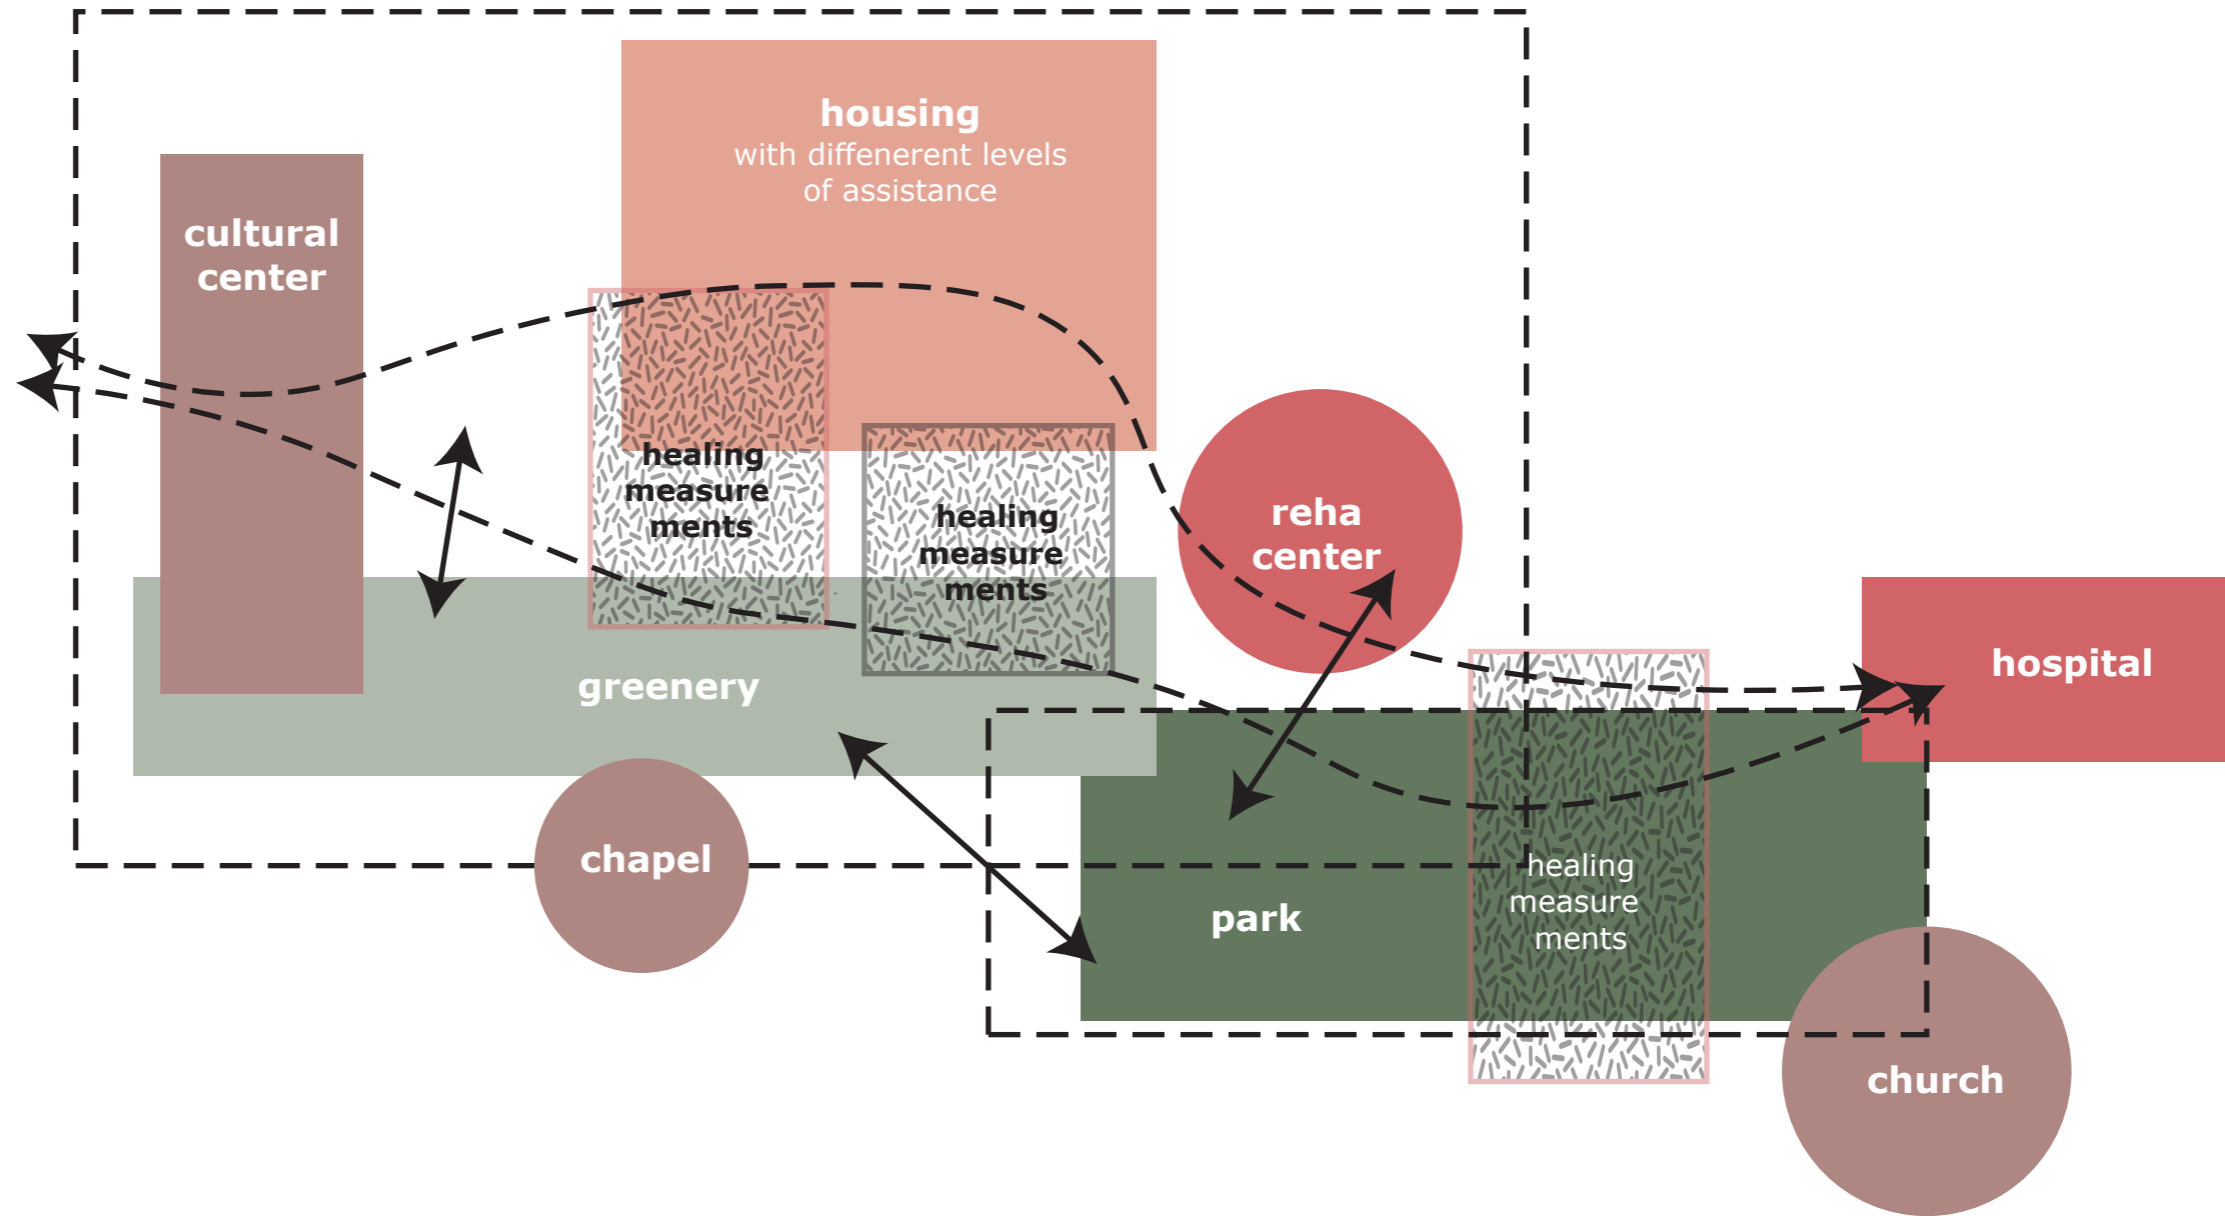 housing
with diffenerent levels
of assistance
cultural
center
healing
measure
ments
healing
measure
ments
reha
center
hospital
greenery
chapel
park
healing
measure
ments
church